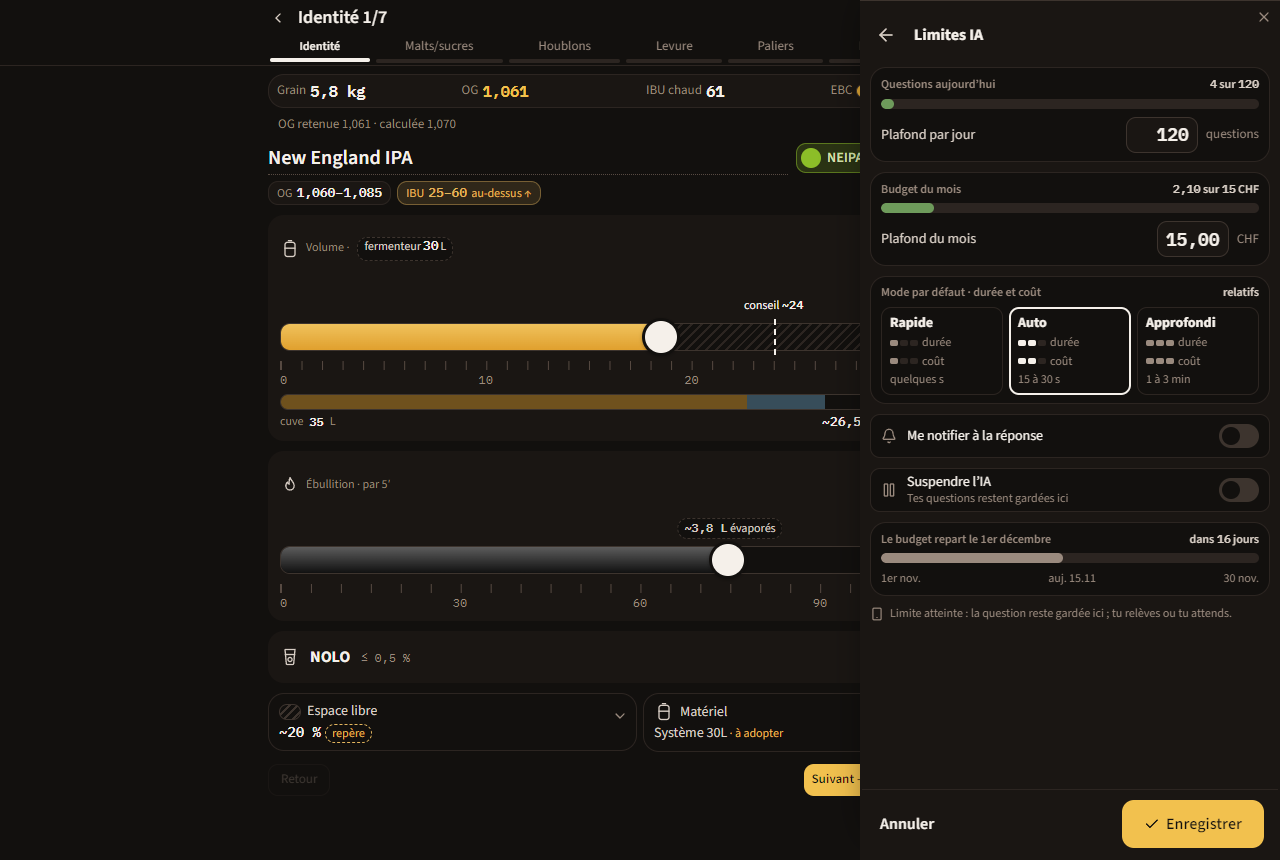 Identité 1/7
Identité Malts/sucres Houblons Levure Paliers
Grain 5,8 kg OG 1,061 IBU chaud 61 EBC
OG retenue 1,061 · calculée 1,070
New England IPA NEIPA
OG 1,060–1,085 IBU 25–60 au-dessus ↑
Volume · fermenteur 30 L
conseil ~24
0 10 20
cuve 35 L ~26,5
Ébullition · par 5′
~3,8 L évaporés
0 30 60 90
NOLO ≤ 0,5 %
Espace libre
~20 % repère
Matériel
Système 30L · à adopter
Retour
Suivant
Limites IA
Questions aujourd’hui 4 sur 120
Plafond par jour 120 questions
Budget du mois 2,10 sur 15 CHF
Plafond du mois 15,00 CHF
Mode par défaut · durée et coût relatifs
Rapide
durée
coût
quelques s
Auto
durée
coût
15 à 30 s
Approfondi
durée
coût
1 à 3 min
Me notifier à la réponse
Suspendre l’IA
Tes questions restent gardées ici
Le budget repart le 1er décembre dans 16 jours
1er nov. auj. 15.11 30 nov.
Limite atteinte : la question reste gardée ici ; tu relèves ou tu attends.
Annuler Enregistrer